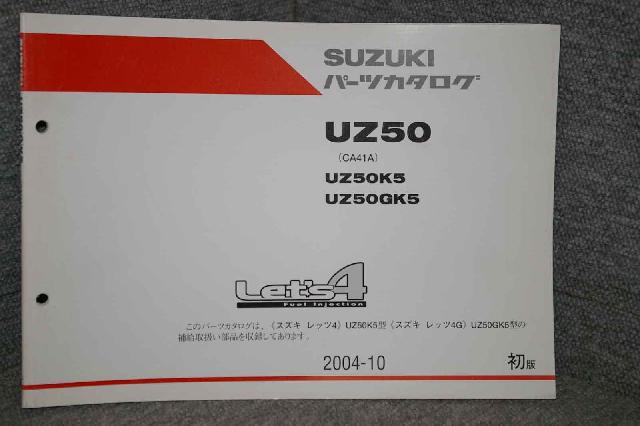 SUZUKI
パーツカタログ
UZ50
(CA41A)
UZ50K5
UZ50GK5
Let's4
Fuel Injection
このパーツカタログは、《スズキ レッツ4》UZ50K5型《スズキ レッツ4G》UZ50GK5型の
補給取扱い部品を収録してあります。
2004-10
初版